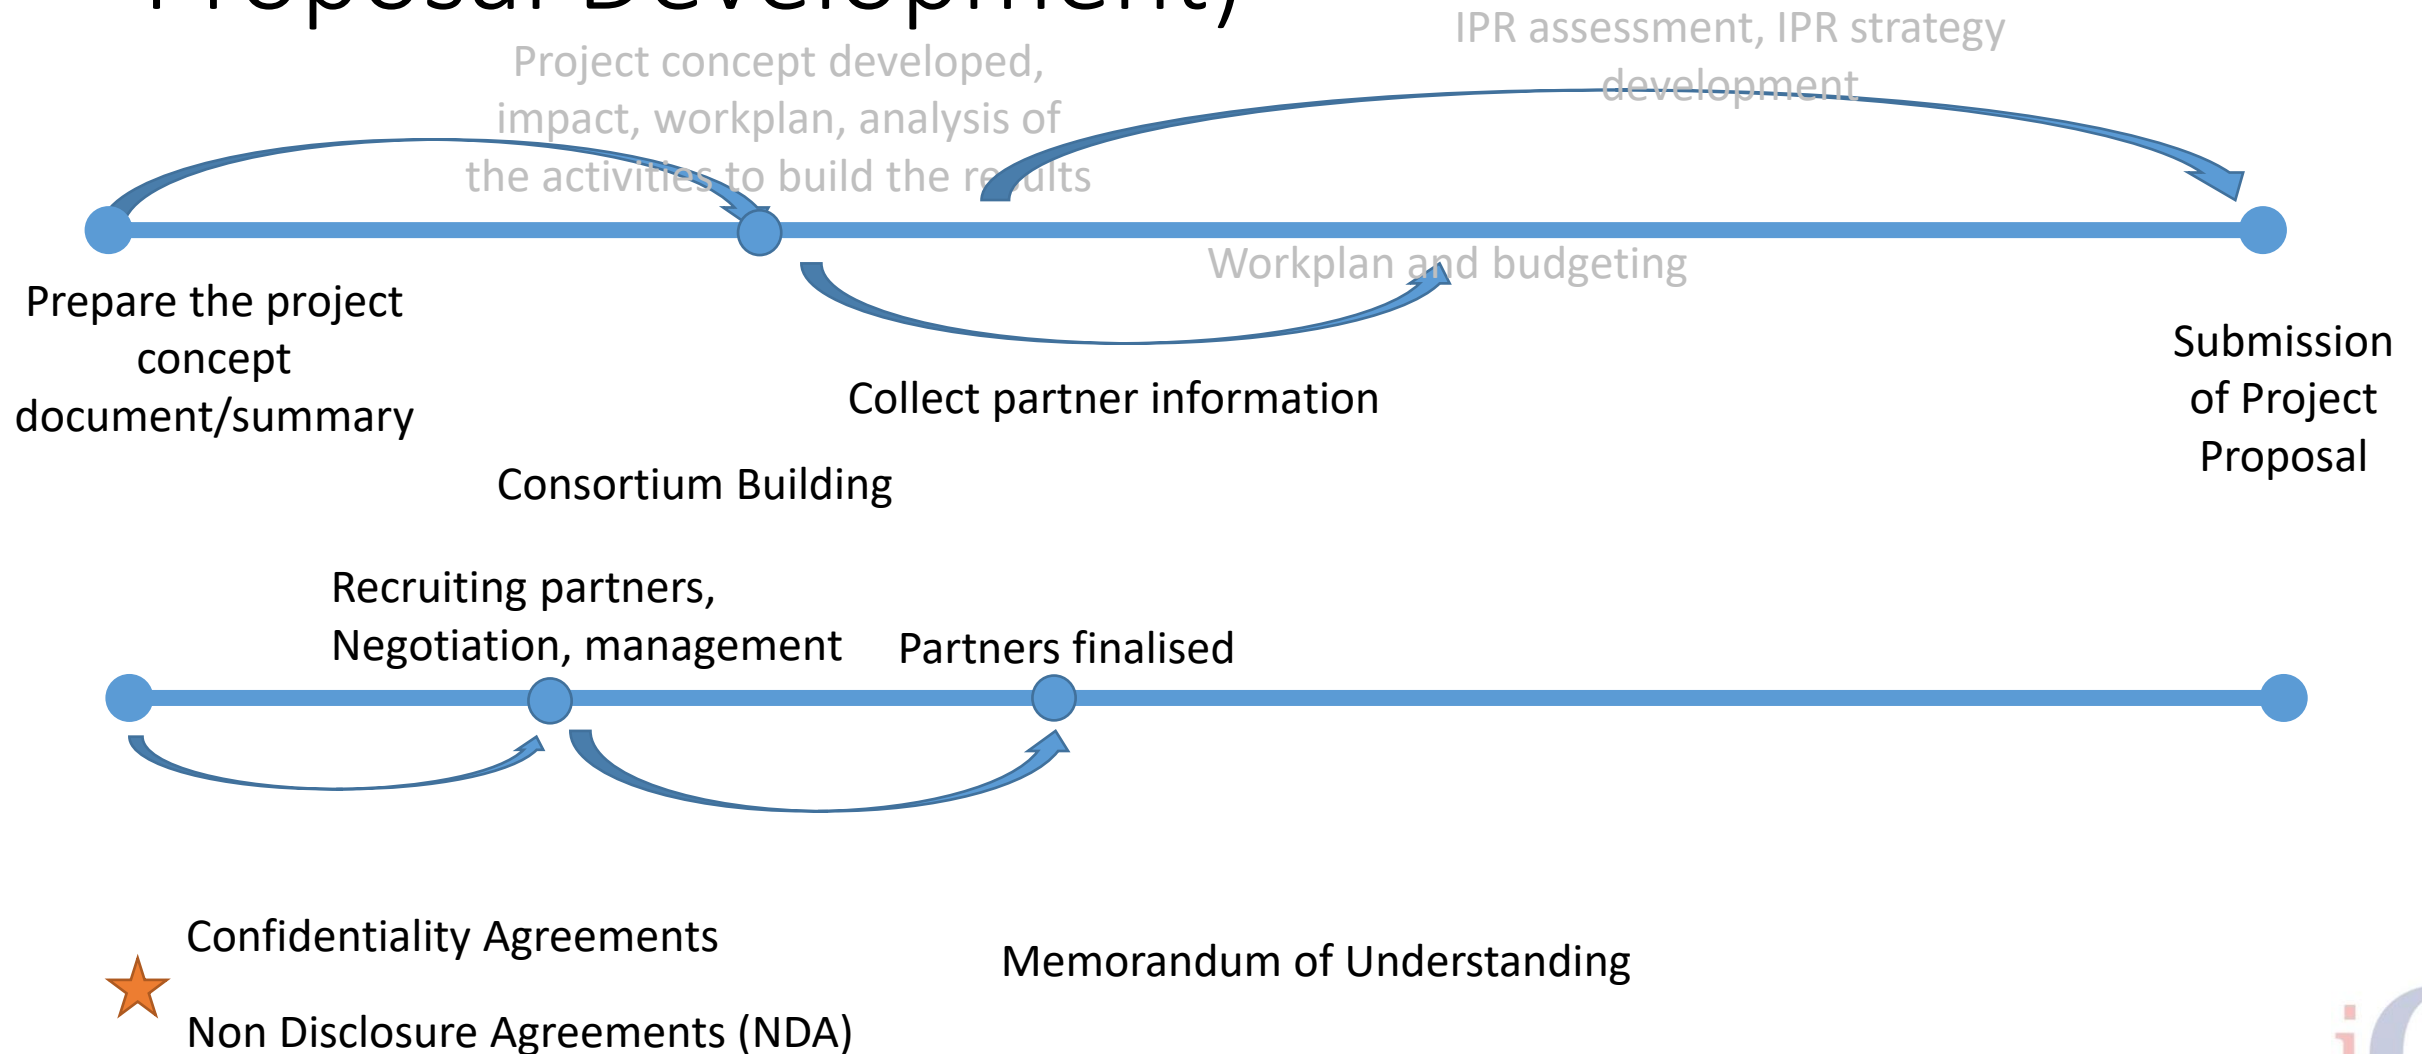 Proposal Development)
IPR assessment, IPR strategy
development
Project concept developed,
impact, workplan, analysis of
the activities to build the results
Workplan and budgeting
Prepare the project
concept
document/summary
Collect partner information
Submission
of Project
Proposal
Consortium Building
Recruiting partners,
Negotiation, management
Partners finalised
Confidentiality Agreements
Memorandum of Understanding
Non Disclosure Agreements (NDA)